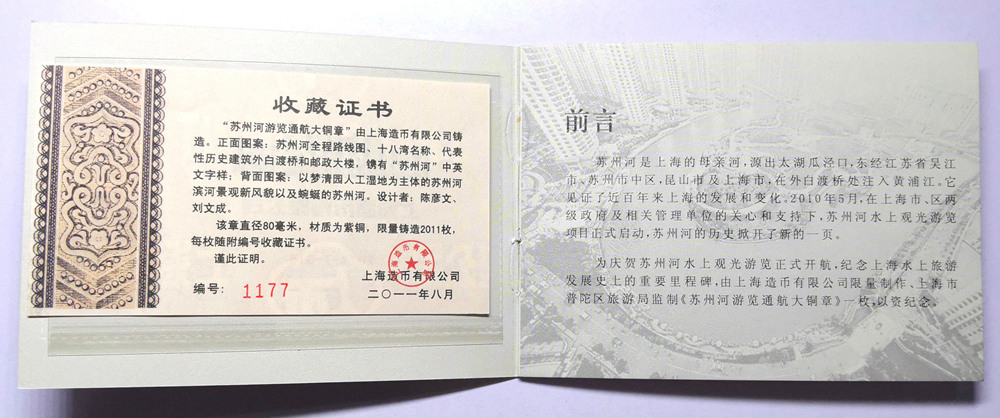 收藏证书
“苏州河游览通航大铜章”由上海造币有限公司铸
造。正面图案：苏州河全程路线图、十八湾名称、代表
性历史建筑外白渡桥和邮政大楼，镌有“苏州河”中英
文字样；背面图案：以梦清园人工湿地为主体的苏州河
滨河景观新风貌以及蜿蜒的苏州河。设计者：陈彦文、
刘文成。
该章直径80毫米，材质为紫铜，限量铸造2011枚，
每枚随附编号收藏证书。
谨此证明。
上海造币有限公司
编号：1177
二〇一一年八月
上海造币有限公司
前言
苏州河是上海的母亲河，源出太湖瓜泾口，东经江苏省吴江
市、苏州市中区，昆山市及上海市，在外白渡桥处注入黄浦江。它
见证了近百年来上海的发展和变化。2010年5月，在上海市、区两
级政府及相关管理单位的关心和支持下，苏州河水上观光游览
项目正式启动，苏州河的历史掀开了新的一页。
为庆贺苏州河水上观光游览正式开航，纪念上海水上旅游
发展史上的重要里程碑，由上海造币有限公司限量制作、上海市
普陀区旅游局监制《苏州河游览通航大铜章》一枚，以资纪念。